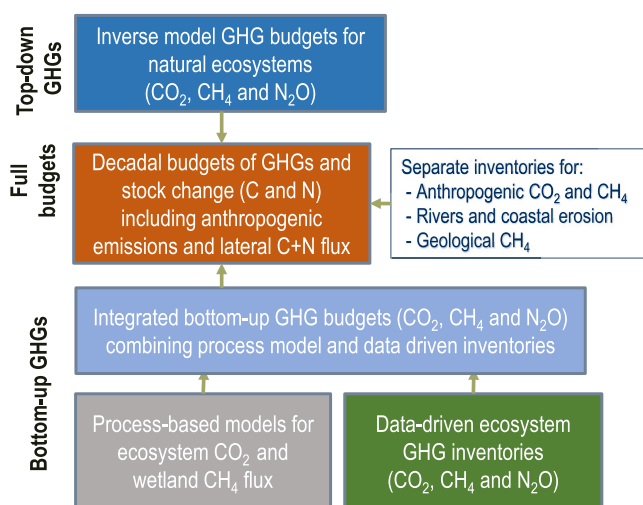 Top-down
GHGs
Inverse model GHG budgets for
natural ecosystems
(CO₂, CH₄ and N₂O)
Full
budgets
Decadal budgets of GHGs and
stock change (C and N)
including anthropogenic
emissions and lateral C+N flux
Separate inventories for:
- Anthropogenic CO₂ and CH₄
- Rivers and coastal erosion
- Geological CH₄
Bottom-up GHGs
Integrated bottom-up GHG budgets (CO₂, CH₄ and N₂O)
combining process model and data driven inventories
Process-based models for
ecosystem CO₂ and
wetland CH₄ flux
Data-driven ecosystem
GHG inventories
(CO₂, CH₄ and N₂O)